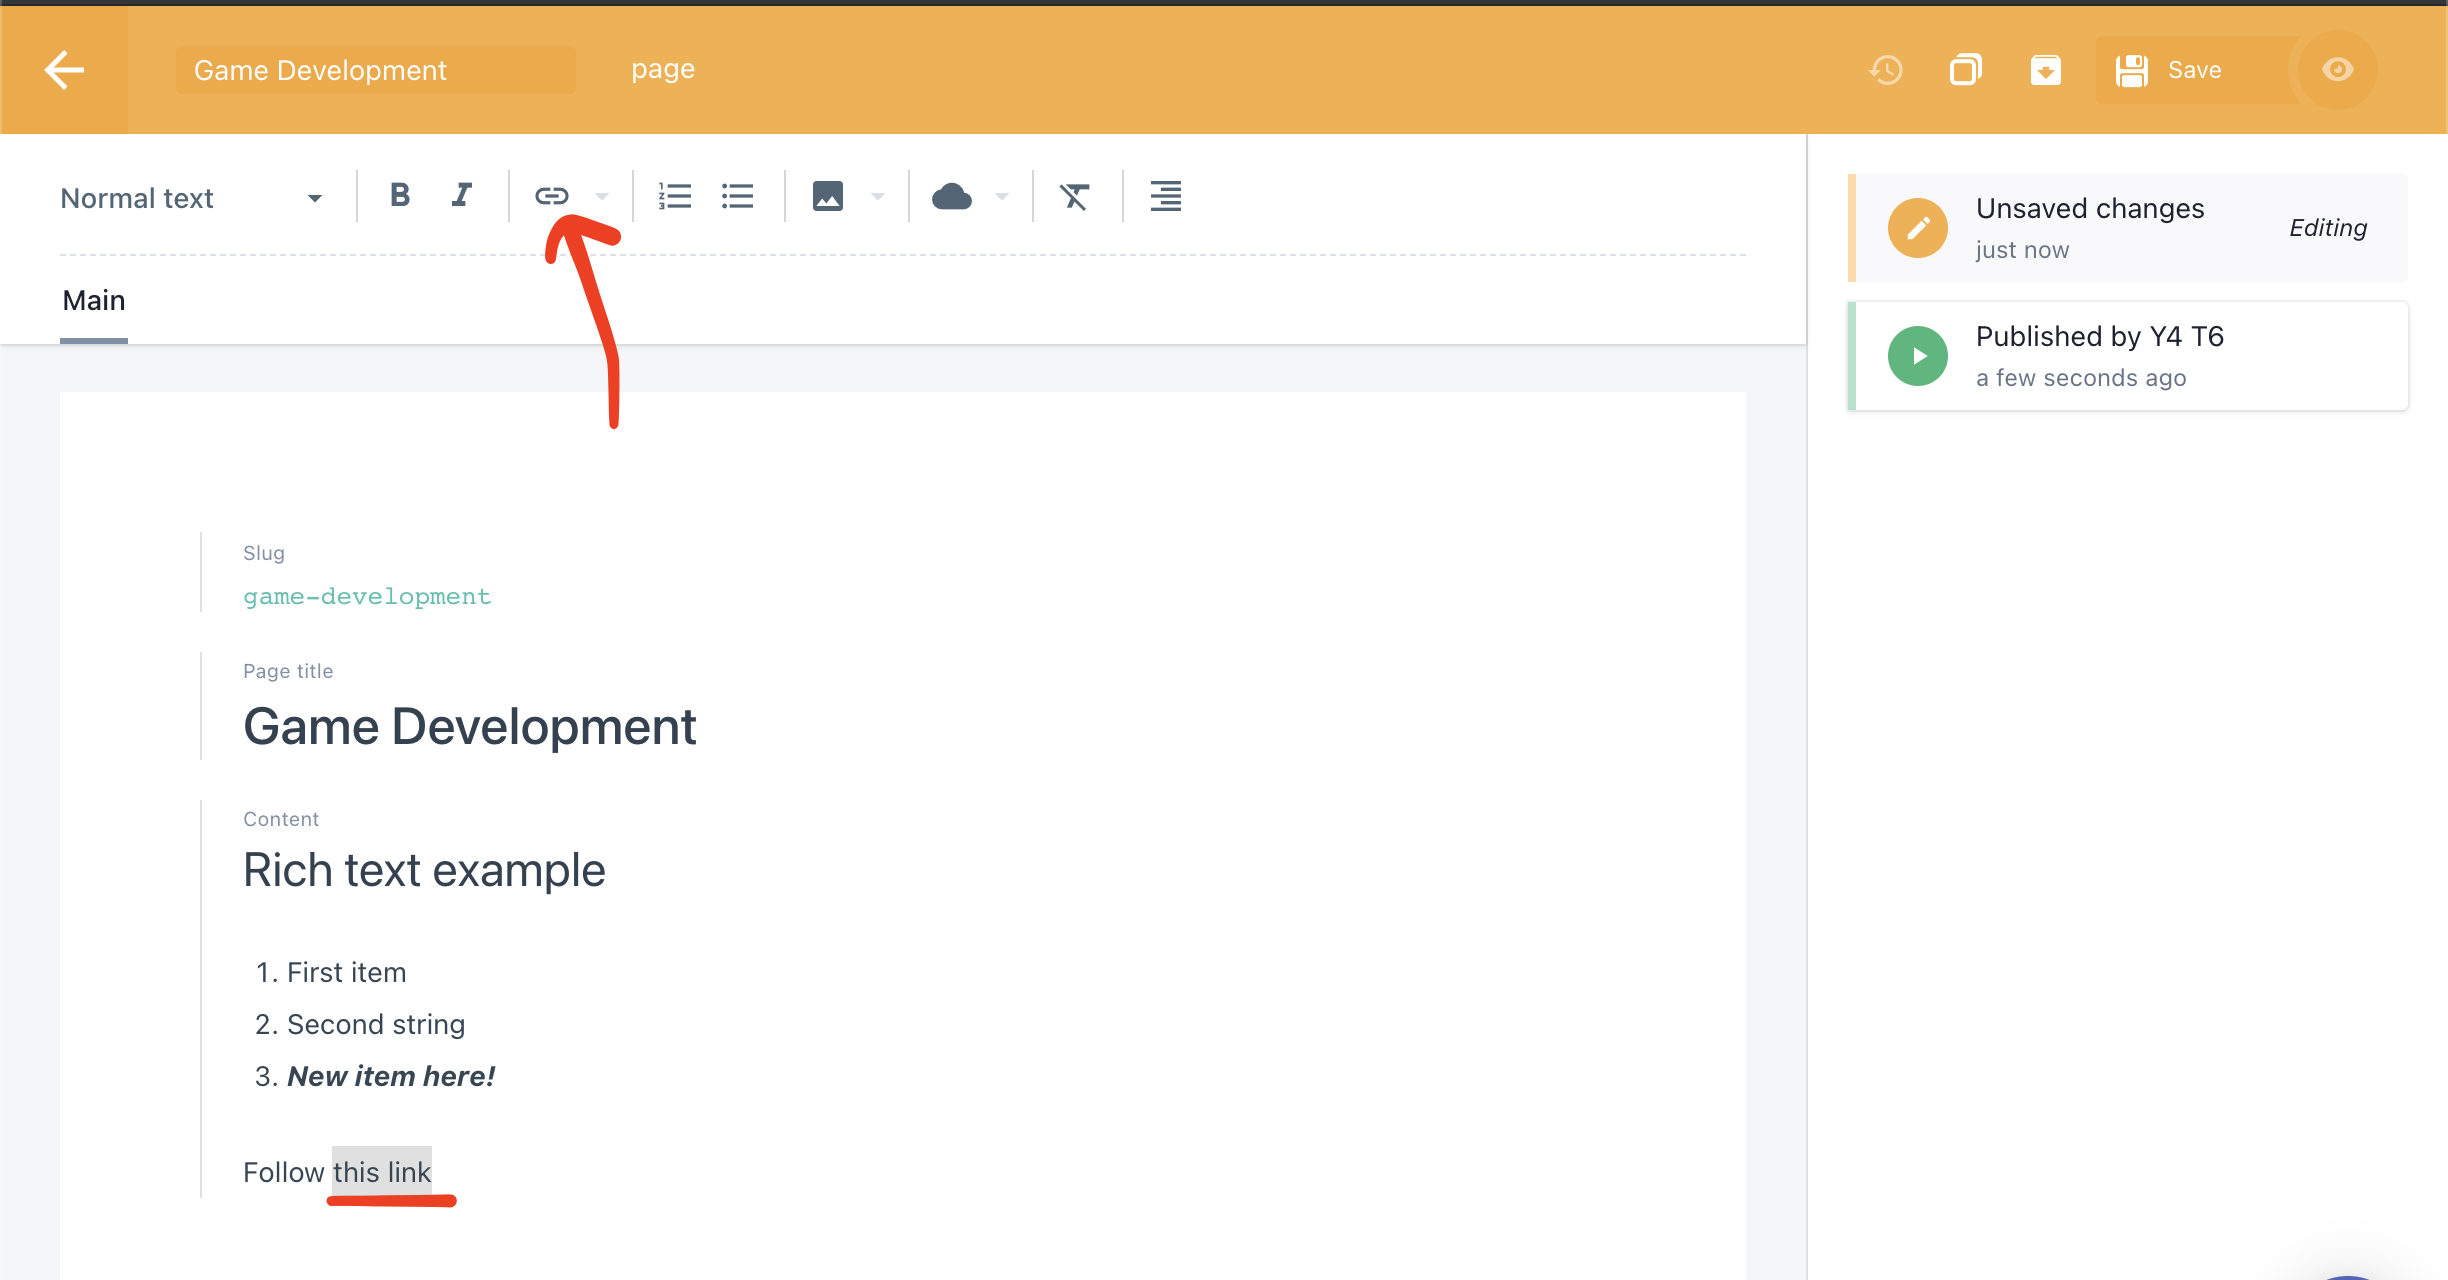 Game Development page Save
Normal text B I
Main
Unsaved changes
just now
Editing
Published by Y4 T6
a few seconds ago
Slug
game-development
Page title
Game Development
Content
Rich text example
1. First item
2. Second string
3. New item here!
Follow this link